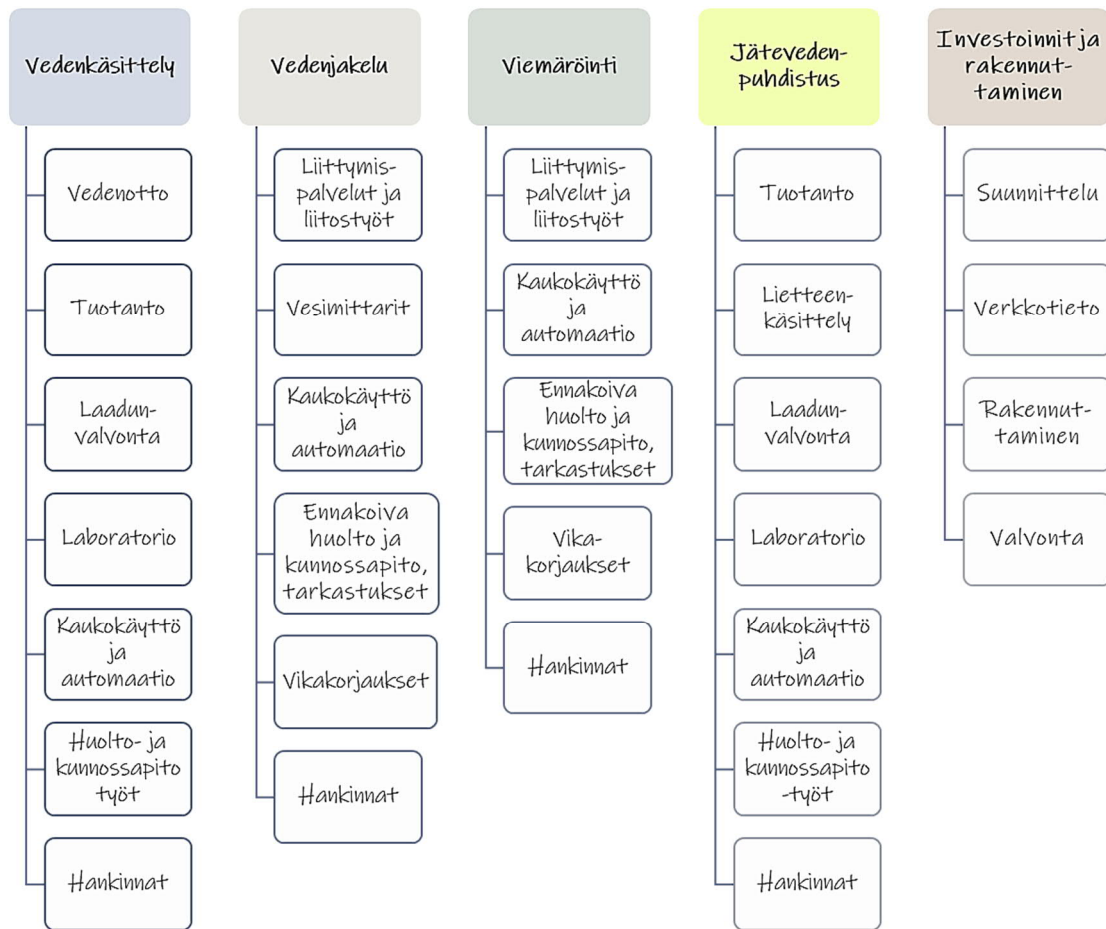 Vedenkäsittely
Vedenotto
Tuotanto
Laadun-
valvonta
Laboratorio
Kaukokäyttö
ja
automaatio
Huolto- ja
kunnossapito
työt
Hankinnat
Vedenjakelu
Liittymis-
palvelut ja
liitostyöt
Vesimittarit
Kaukokäyttö
ja
automaatio
Ennakoiva
huolto ja
kunnossapito,
tarkastukset
Vikakorjaukset
Hankinnat
Viemäröinti
Liittymis-
palvelut ja
liitostyöt
Kaukokäyttö
ja
automaatio
Ennakoiva
huolto ja
kunnossapito,
tarkastukset
Vika-
korjaukset
Hankinnat
Jäteveden-
puhdistus
Tuotanto
Lietteen-
käsittely
Laadun-
valvonta
Laboratorio
Kaukokäyttö
ja
automaatio
Huolto- ja
kunnossapito
-työt
Hankinnat
Investoinnit ja
rakennut-
taminen
Suunnittelu
Verkkotieto
Rakennut-
taminen
Valvonta